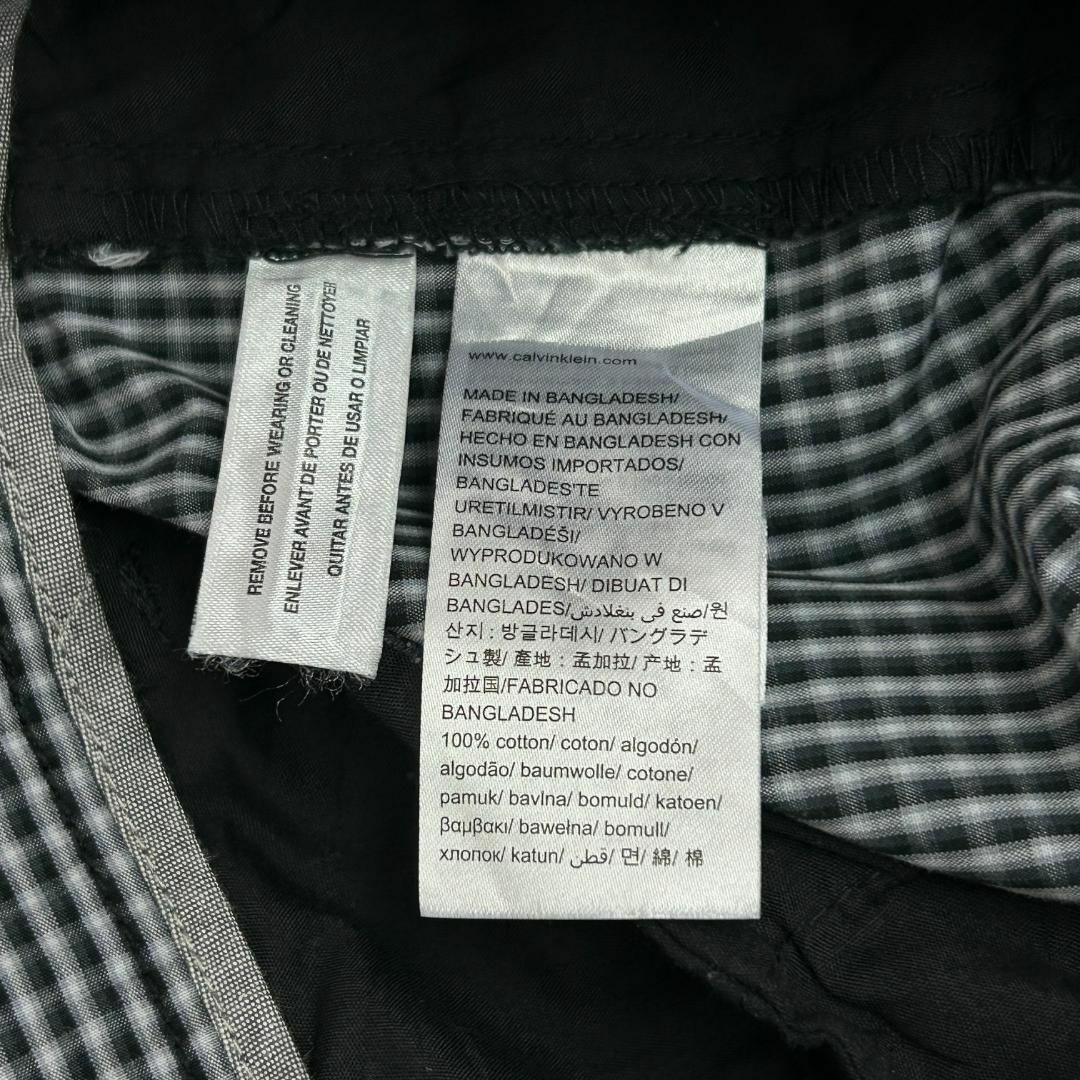 REMOVE BEFORE WEARING OR CLEANING
ENLEVER AVANT DE PORTER OU DE NETTOYER
QUITAR ANTES DE USAR O LIMPIAR
www.calvinklein.com
MADE IN BANGLADESH/
FABRIQUÉ AU BANGLADESH/
HECHO EN BANGLADESH CON
INSUMOS IMPORTADOS/
BANGLADES'TE
URETILMISTIR/ VYROBENO V
BANGLADÉŠI/
WYPRODUKOWANO W
BANGLADESH/ DIBUAT DI
BANGLADES/صنع في بنغلادش/원
산지 : 방글라데시/ バングラデ
シュ製/ 產地 : 孟加拉/ 产地 : 孟
加拉国/FABRICADO NO
BANGLADESH
100% cotton/ coton/ algodón/
algodão/ baumwolle/ cotone/
pamuk/ bavlna/ bomuld/ katoen/
βαμβακι/ bawełna/ bomull/
хлопок/ katun/ قطن/ 면/ 綿/ 棉